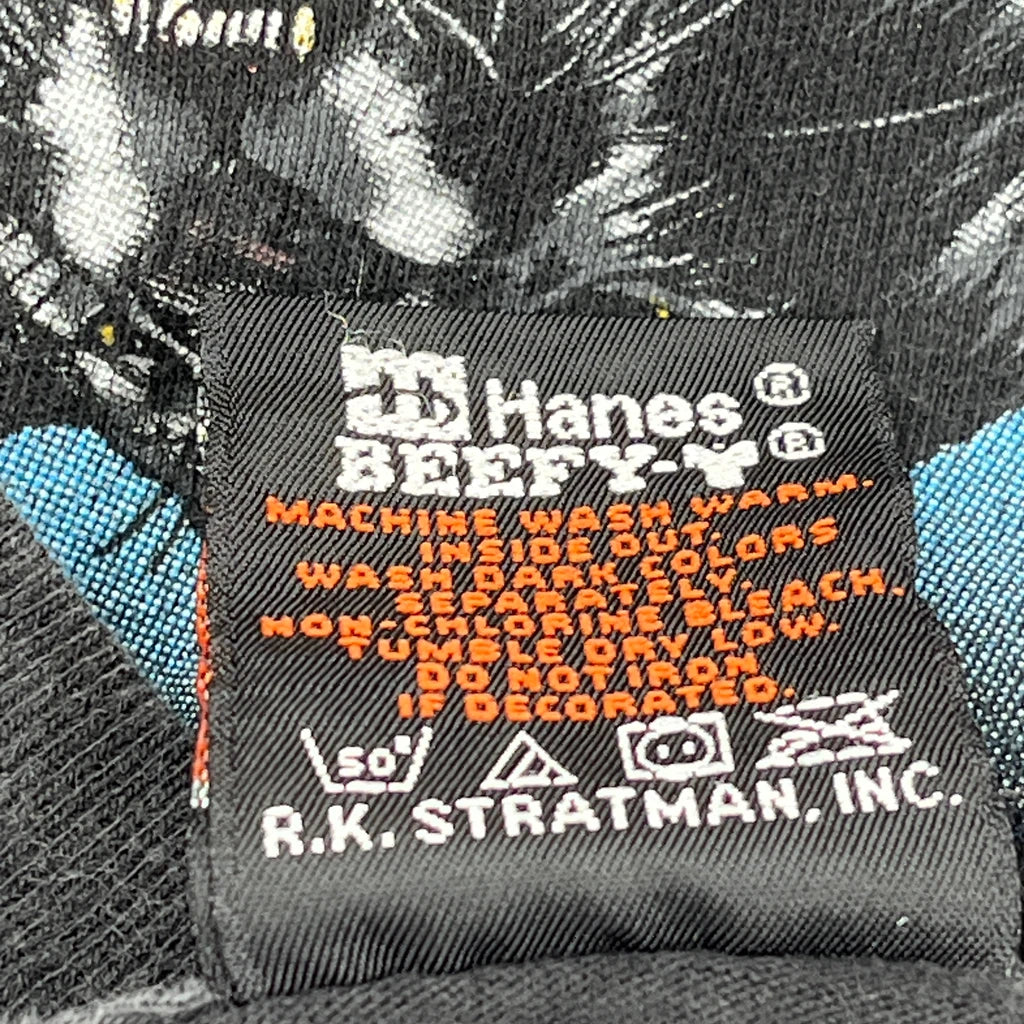 Hanes®
BEEFY-T®
MACHINE WASH WARM.
INSIDE OUT.
WASH DARK COLORS
SEPARATELY.
NON-CHLORINE BLEACH.
TUMBLE DRY LOW.
DO NOT IRON
IF DECORATED.
50°
R.K. STRATMAN, INC.